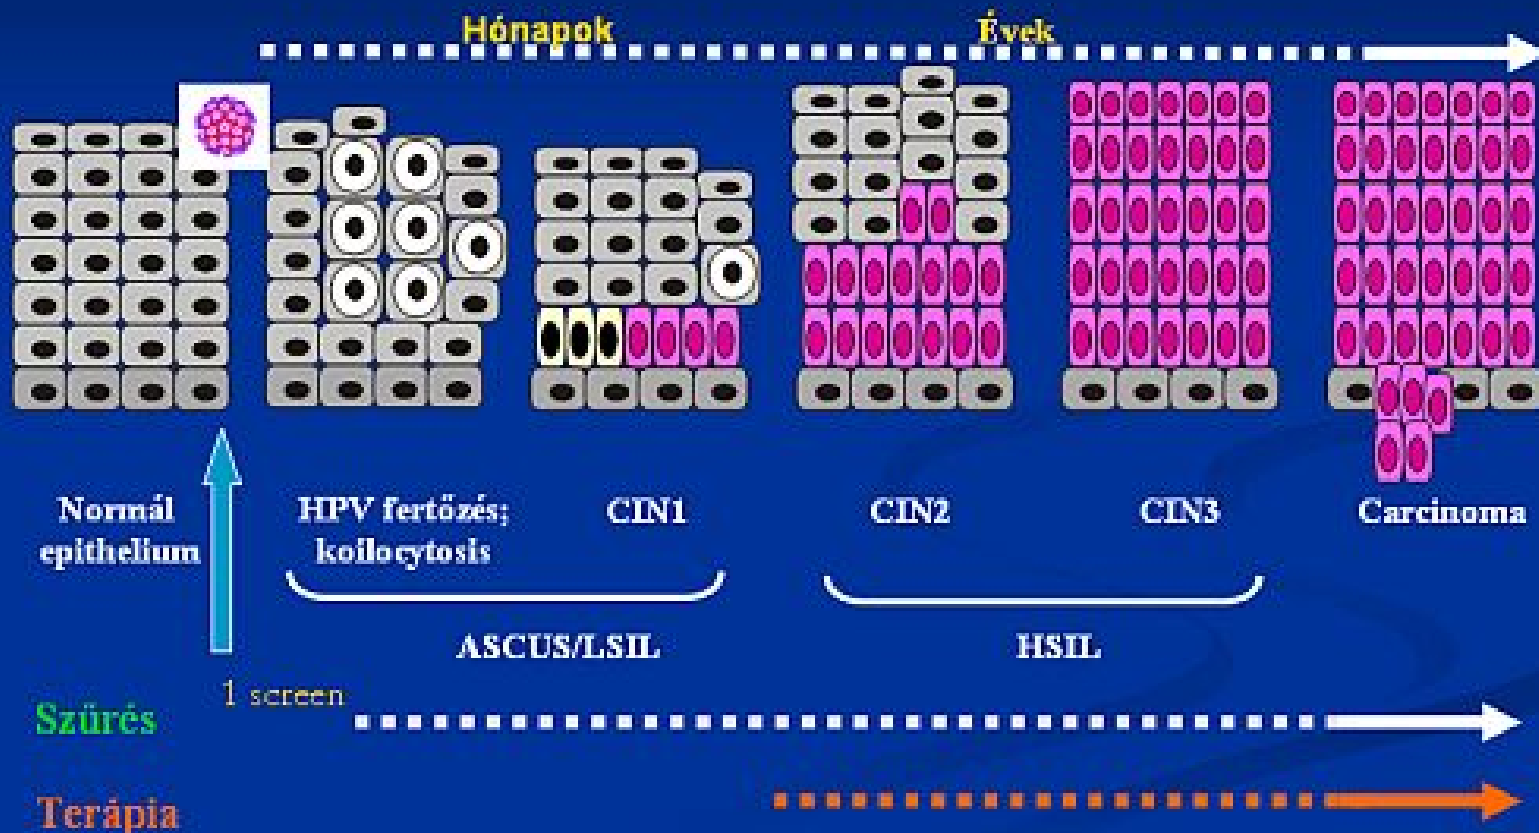 Hónapok
Évek
Normál
epithelium
HPV fertőzés;
koilocytosis
CIN1
CIN2
CIN3
Carcinoma
ASCUS/LSIL
HSIL
1 screen
Szűrés
Terápia